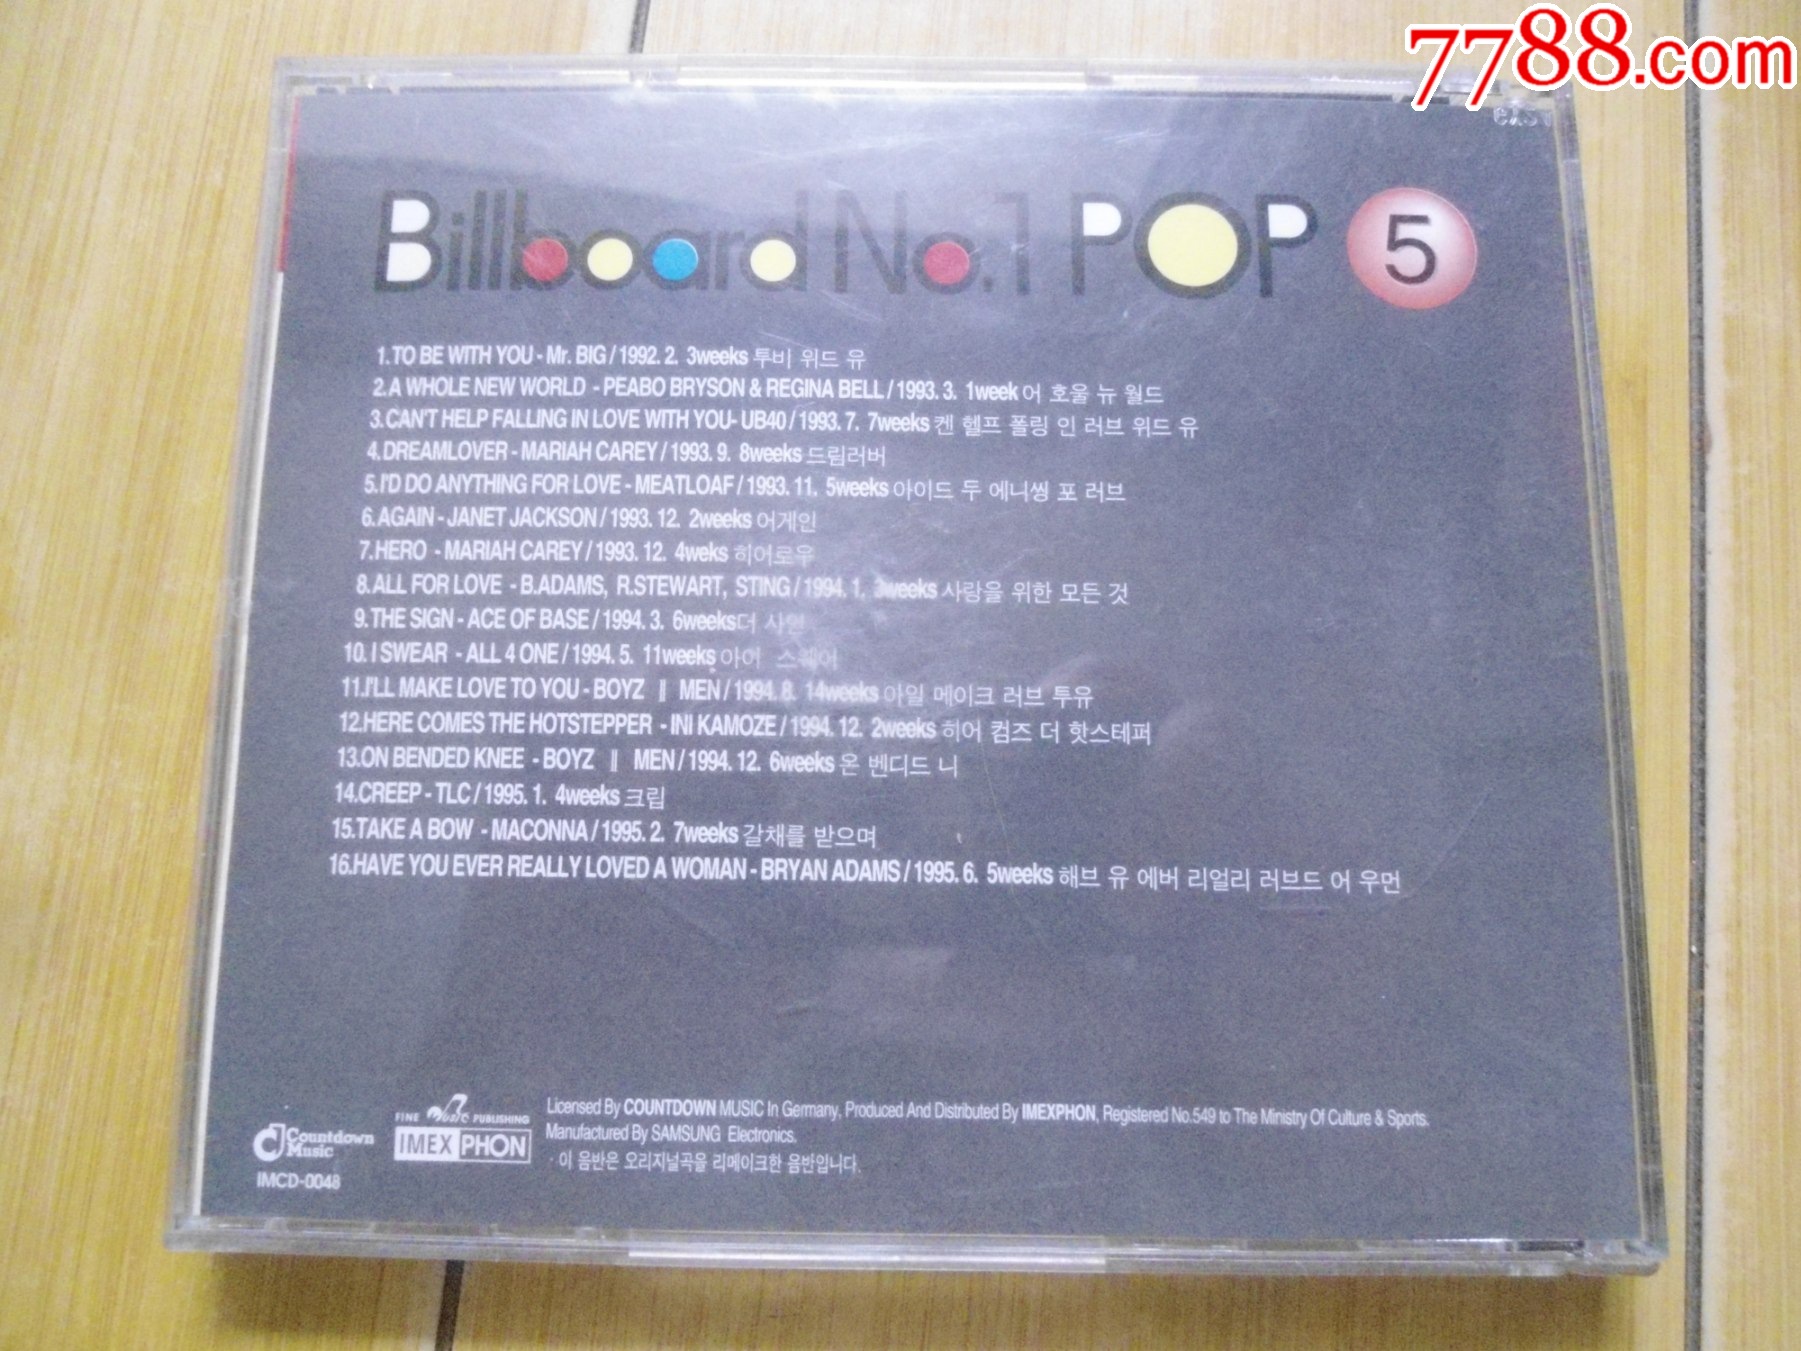 7788.com
Billboard No.1 POP 5
1.TO BE WITH YOU - Mr. BIG / 1992. 2. 3weeks 투비 위드 유
2.A WHOLE NEW WORLD - PEABO BRYSON & REGINA BELL / 1993. 3. 1week 어 호울 뉴 월드
3.CAN'T HELP FALLING IN LOVE WITH YOU- UB40 / 1993. 7. 7weeks 켄 헬프 폴링 인 러브 위드 유
4.DREAMLOVER - MARIAH CAREY / 1993. 9. 8weeks 드림러버
5.I'D DO ANYTHING FOR LOVE - MEATLOAF / 1993. 11. 5weeks 아이드 두 에니씽 포 러브
6.AGAIN - JANET JACKSON / 1993. 12. 2weeks 어게인
7.HERO - MARIAH CAREY / 1993. 12. 4weks 히어로우
8.ALL FOR LOVE - B.ADAMS, R.STEWART, STING / 1994. 1. 3weeks 사랑을 위한 모든 것
9.THE SIGN - ACE OF BASE / 1994. 3. 6weeks더 사인
10. I SWEAR - ALL 4 ONE / 1994. 5. 11weeks 아이 스웨어
11.I'LL MAKE LOVE TO YOU - BOYZ Ⅱ MEN / 1994. 8. 14weeks 아일 메이크 러브 투유
12.HERE COMES THE HOTSTEPPER - INI KAMOZE / 1994. 12. 2weeks 히어 컴즈 더 핫스테퍼
13.ON BENDED KNEE - BOYZ Ⅱ MEN / 1994. 12. 6weeks 온 벤디드 니
14.CREEP - TLC / 1995. 1. 4weeks 크립
15.TAKE A BOW - MACONNA / 1995. 2. 7weeks 갈채를 받으며
16.HAVE YOU EVER REALLY LOVED A WOMAN - BRYAN ADAMS / 1995. 6. 5weeks 해브 유 에버 리얼리 러브드 어 우먼
Countdown Music
IMCD-0048
FINE MUSIC PUBLISHING
IMEX PHON
Licensed By COUNTDOWN MUSIC In Germany, Produced And Distributed By IMEXPHON, Registered No.549 to The Ministry Of Culture & Sports.
Manufactured By SAMSUNG Electronics.
· 이 음반은 오리지널곡을 리메이크한 음반입니다.